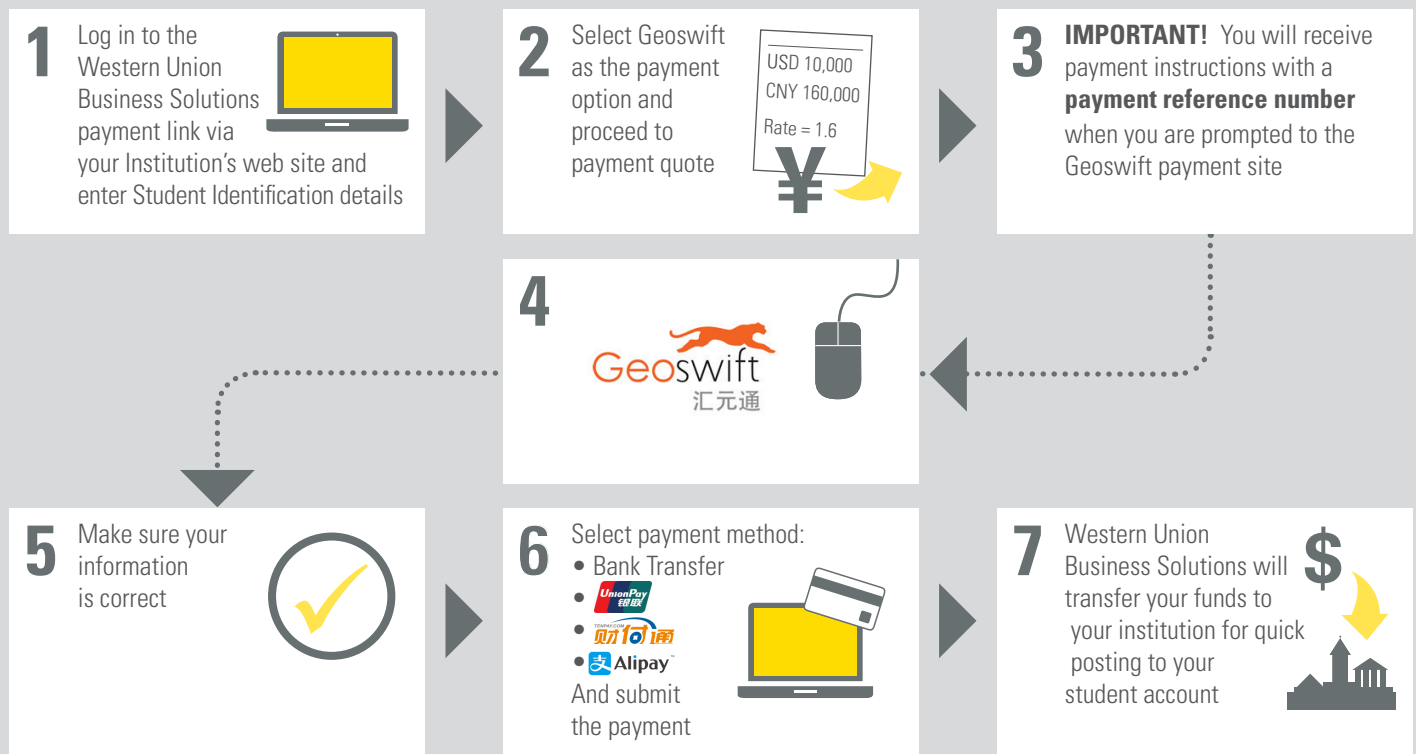 1
Log in to the
Western Union
Business Solutions
payment link via
your Institution's web site and
enter Student Identification details
2
Select Geoswift
as the payment
option and
proceed to
payment quote
USD 10,000
CNY 160,000
Rate = 1.6
¥
3
IMPORTANT! You will receive
payment instructions with a
payment reference number
when you are prompted to the
Geoswift payment site
4
Geoswift
汇元通
5
Make sure your
information
is correct
6
Select payment method:
• Bank Transfer
• UnionPay
银联
• TENPAY.COM
财付通
• 支 Alipay™
And submit
the payment
7
Western Union
Business Solutions will
transfer your funds to
your institution for quick
posting to your
student account
$